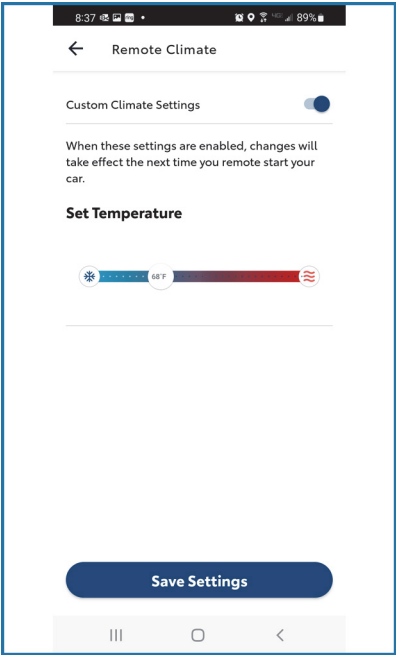 8:37
89%
Remote Climate
Custom Climate Settings
When these settings are enabled, changes will
take effect the next time you remote start your
car.
Set Temperature
68°F
Save Settings